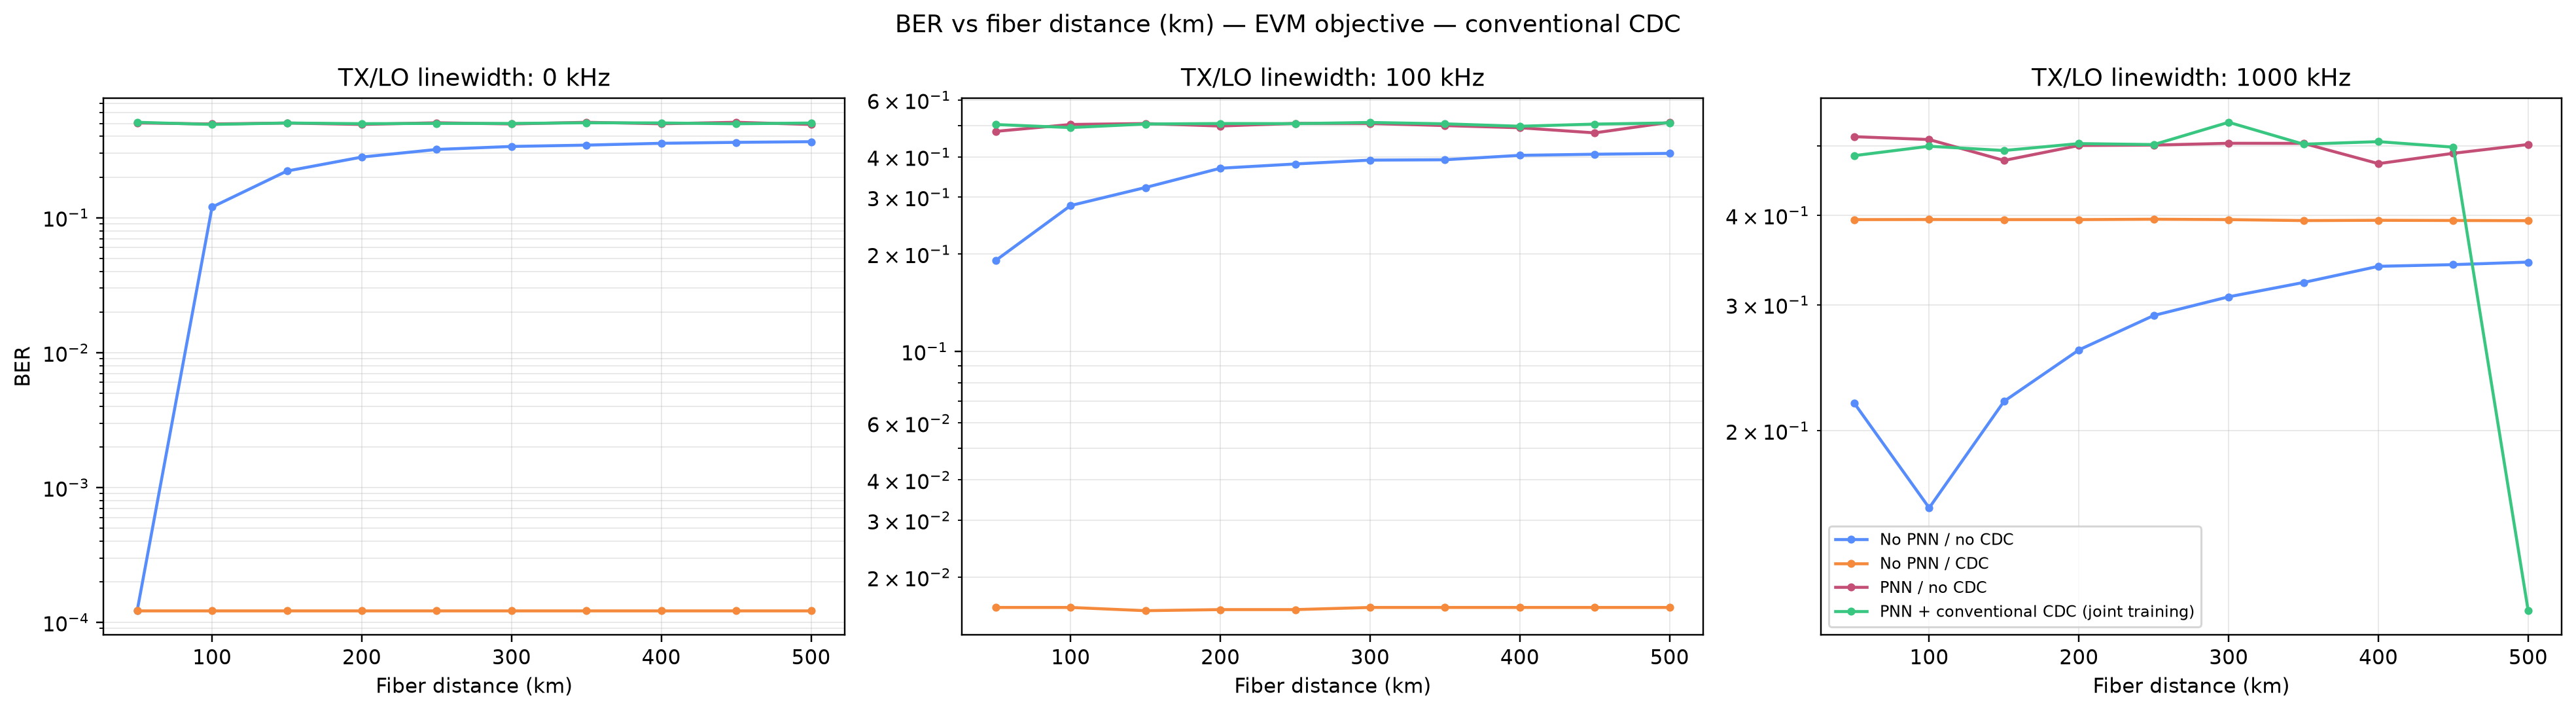 BER vs fiber distance (km) — EVM objective — conventional CDC
TX/LO linewidth: 0 kHz
BER
10⁻¹
10⁻²
10⁻³
10⁻⁴
100 200 300 400 500
Fiber distance (km)
TX/LO linewidth: 100 kHz
6 × 10⁻¹
4 × 10⁻¹
3 × 10⁻¹
2 × 10⁻¹
10⁻¹
6 × 10⁻²
4 × 10⁻²
3 × 10⁻²
2 × 10⁻²
100 200 300 400 500
Fiber distance (km)
TX/LO linewidth: 1000 kHz
4 × 10⁻¹
3 × 10⁻¹
2 × 10⁻¹
No PNN / no CDC
No PNN / CDC
PNN / no CDC
PNN + conventional CDC (joint training)
100 200 300 400 500
Fiber distance (km)